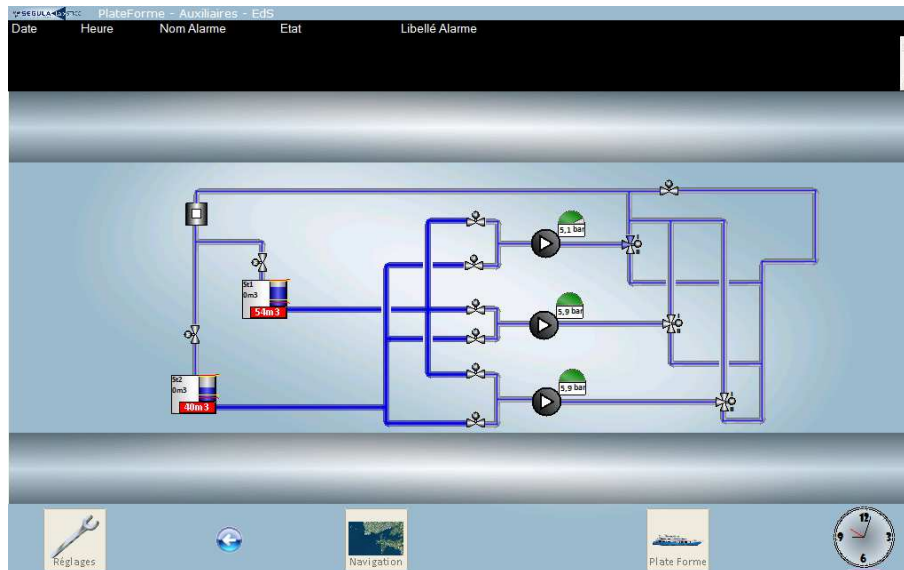 SEGULA
PlateForme - Auxiliaires - EdS
Date Heure Nom Alarme Etat Libellé Alarme
5,1 bar
St1
0m3
54m3
5,9 bar
St2
0m3
40m3
5,9 bar
Réglages
Navigation
Plate Forme
12
9 3
6